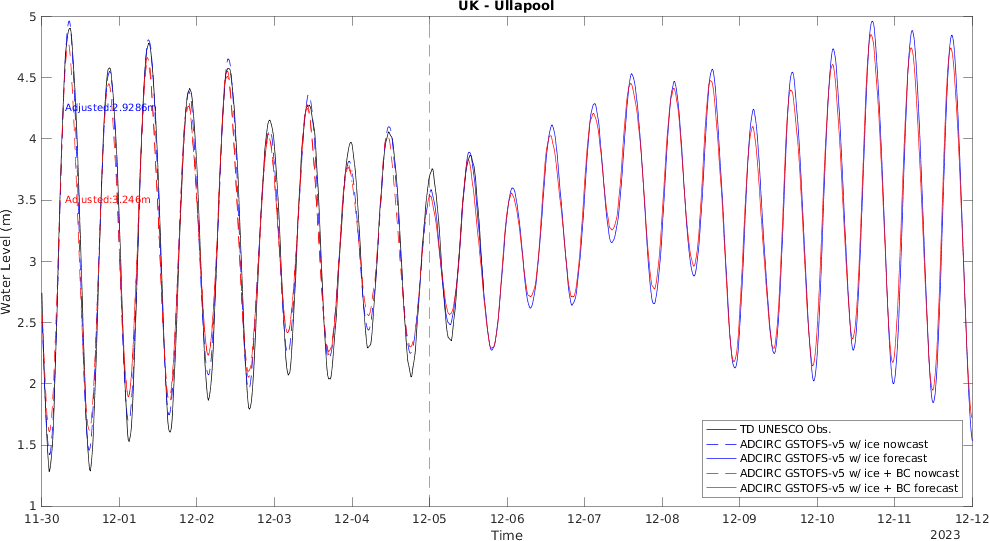 UK - Ullapool
5
4.5
4
3.5
3
2.5
2
1.5
1
Water Level (m)
Adjusted:2.9286m
Adjusted:3.246m
TD UNESCO Obs.
ADCIRC GSTOFS-v5 w/ ice nowcast
ADCIRC GSTOFS-v5 w/ ice forecast
ADCIRC GSTOFS-v5 w/ ice + BC nowcast
ADCIRC GSTOFS-v5 w/ ice + BC forecast
11-30 12-01 12-02 12-03 12-04 12-05 12-06 12-07 12-08 12-09 12-10 12-11 12-12
Time
2023